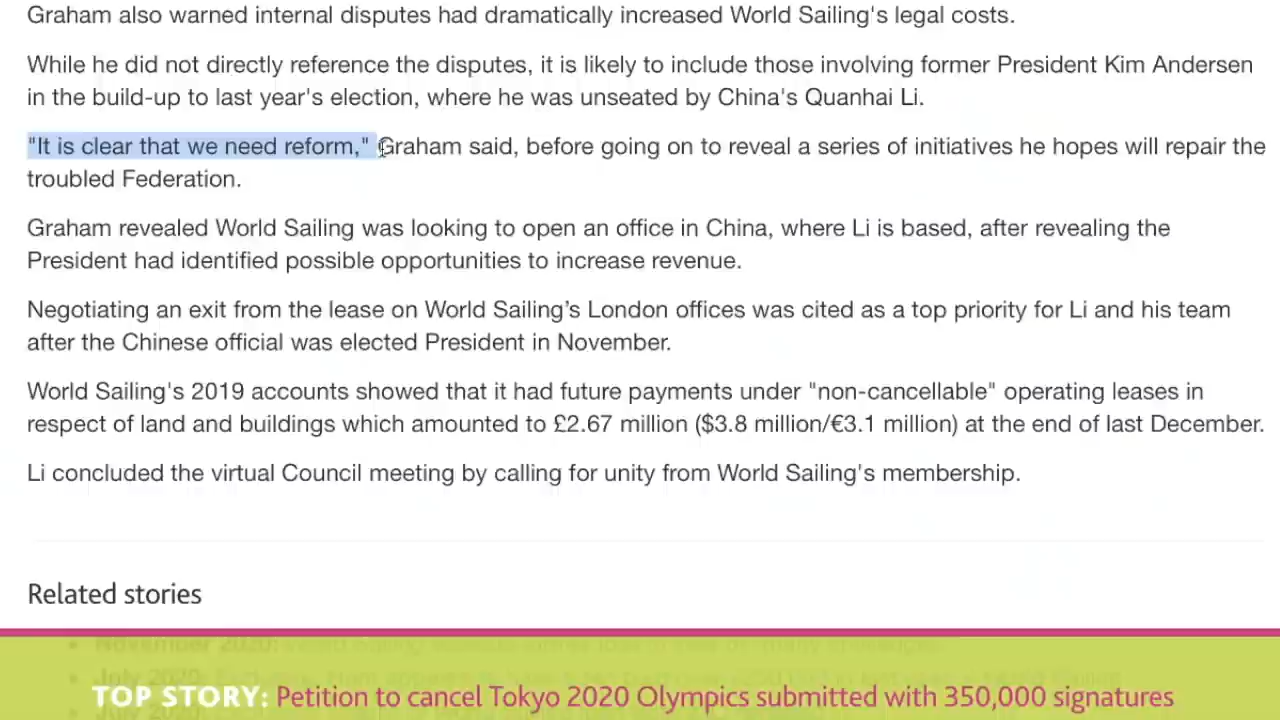 Graham also warned internal disputes had dramatically increased World Sailing's legal costs.
While he did not directly reference the disputes, it is likely to include those involving former President Kim Andersen
in the build-up to last year's election, where he was unseated by China's Quanhai Li.
"It is clear that we need reform," Graham said, before going on to reveal a series of initiatives he hopes will repair the
troubled Federation.
Graham revealed World Sailing was looking to open an office in China, where Li is based, after revealing the
President had identified possible opportunities to increase revenue.
Negotiating an exit from the lease on World Sailing’s London offices was cited as a top priority for Li and his team
after the Chinese official was elected President in November.
World Sailing's 2019 accounts showed that it had future payments under "non-cancellable" operating leases in
respect of land and buildings which amounted to £2.67 million ($3.8 million/€3.1 million) at the end of last December.
Li concluded the virtual Council meeting by calling for unity from World Sailing's membership.
Related stories
November 2020:
July 2020:
July 2020:
TOP STORY: Petition to cancel Tokyo 2020 Olympics submitted with 350,000 signatures